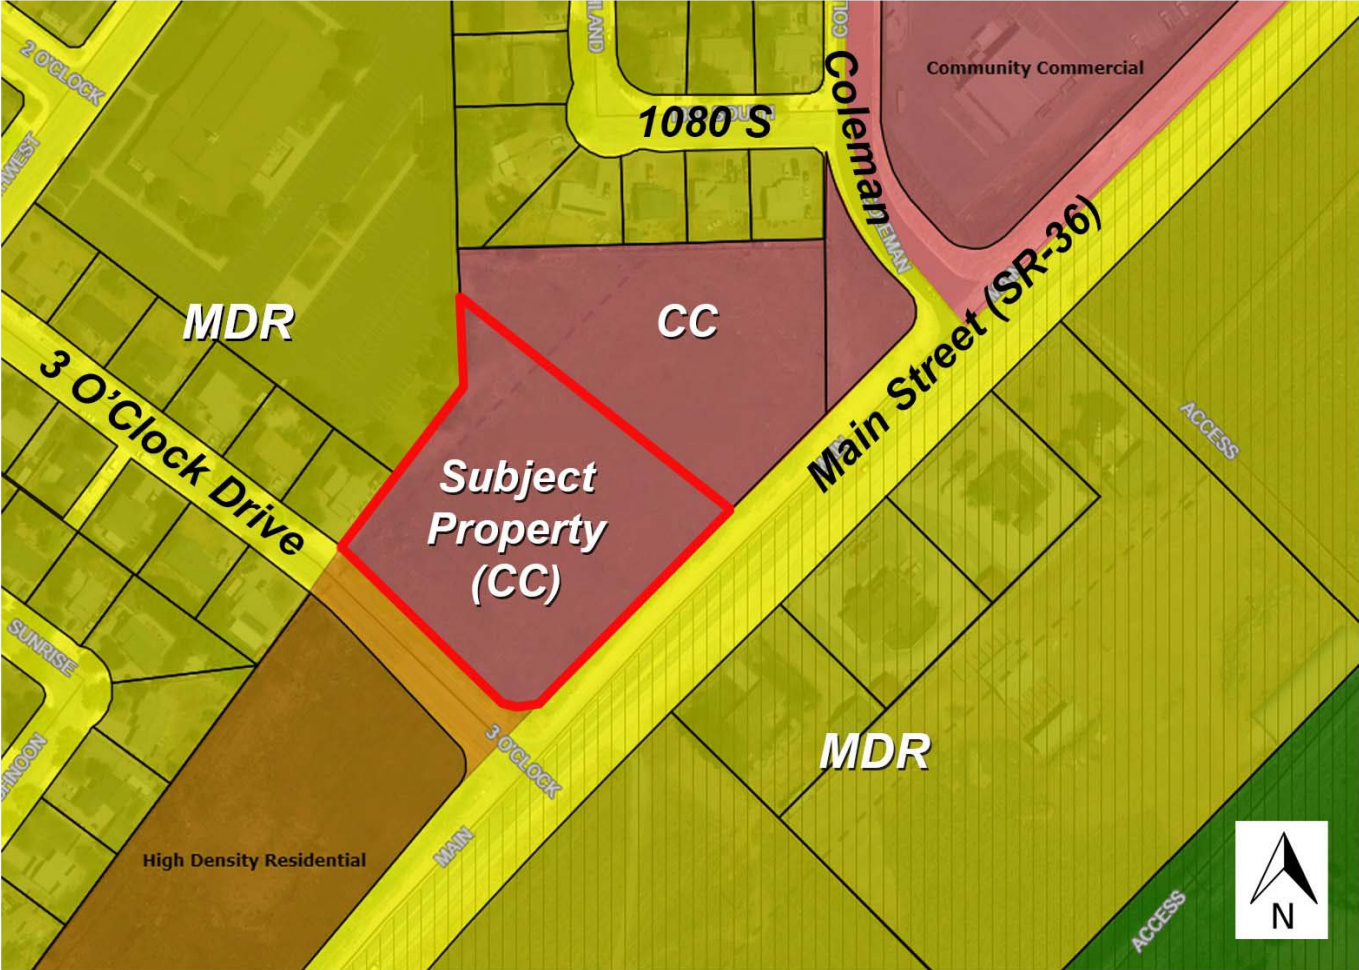 2 O'CLOCK
1080 S
Coleman
Community Commercial
MDR
CC
3 O'Clock Drive
Main Street (SR-36)
ACCESS
Subject
Property
(CC)
SUNRISE
3 O'CLOCK
MDR
MAIN
High Density Residential
ACCESS
N